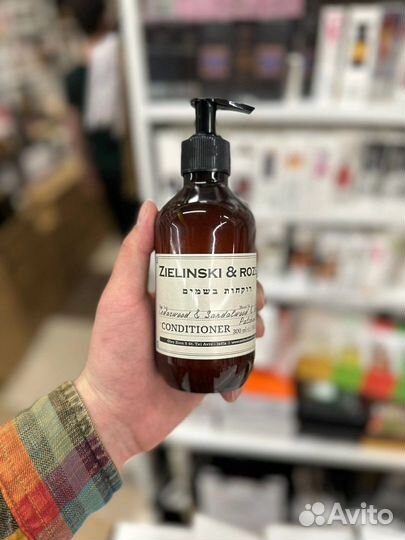 ZIELINSKI & ROZ
רוקחות בשמים
Cedarwood & Sandalwood
CONDITIONER 300 ml
Avito